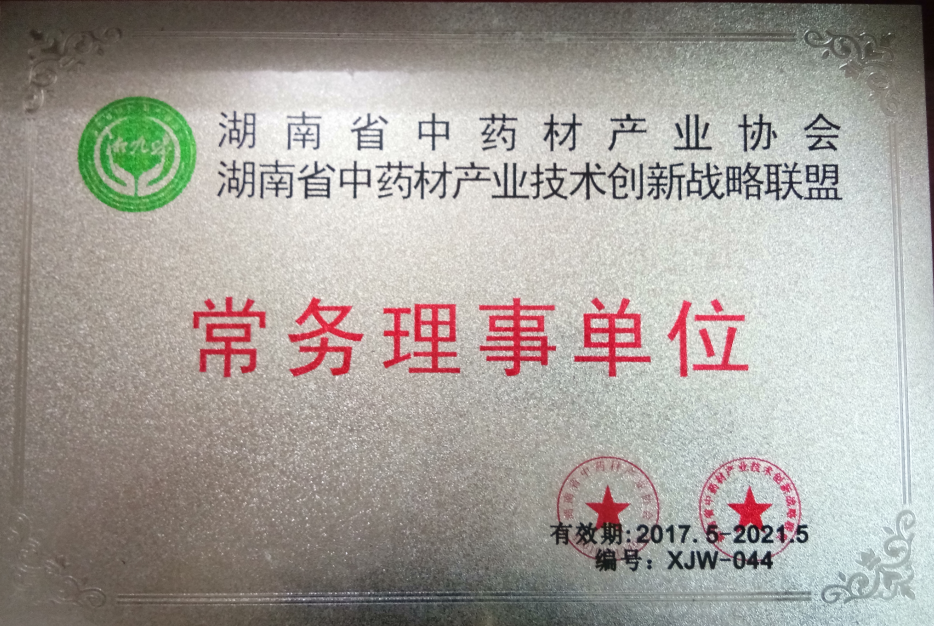 湖南省中药材产业协会
湖南省中药材产业技术创新战略联盟
常务理事单位
有效期:2017.5-2021.5
编号：XJW-044